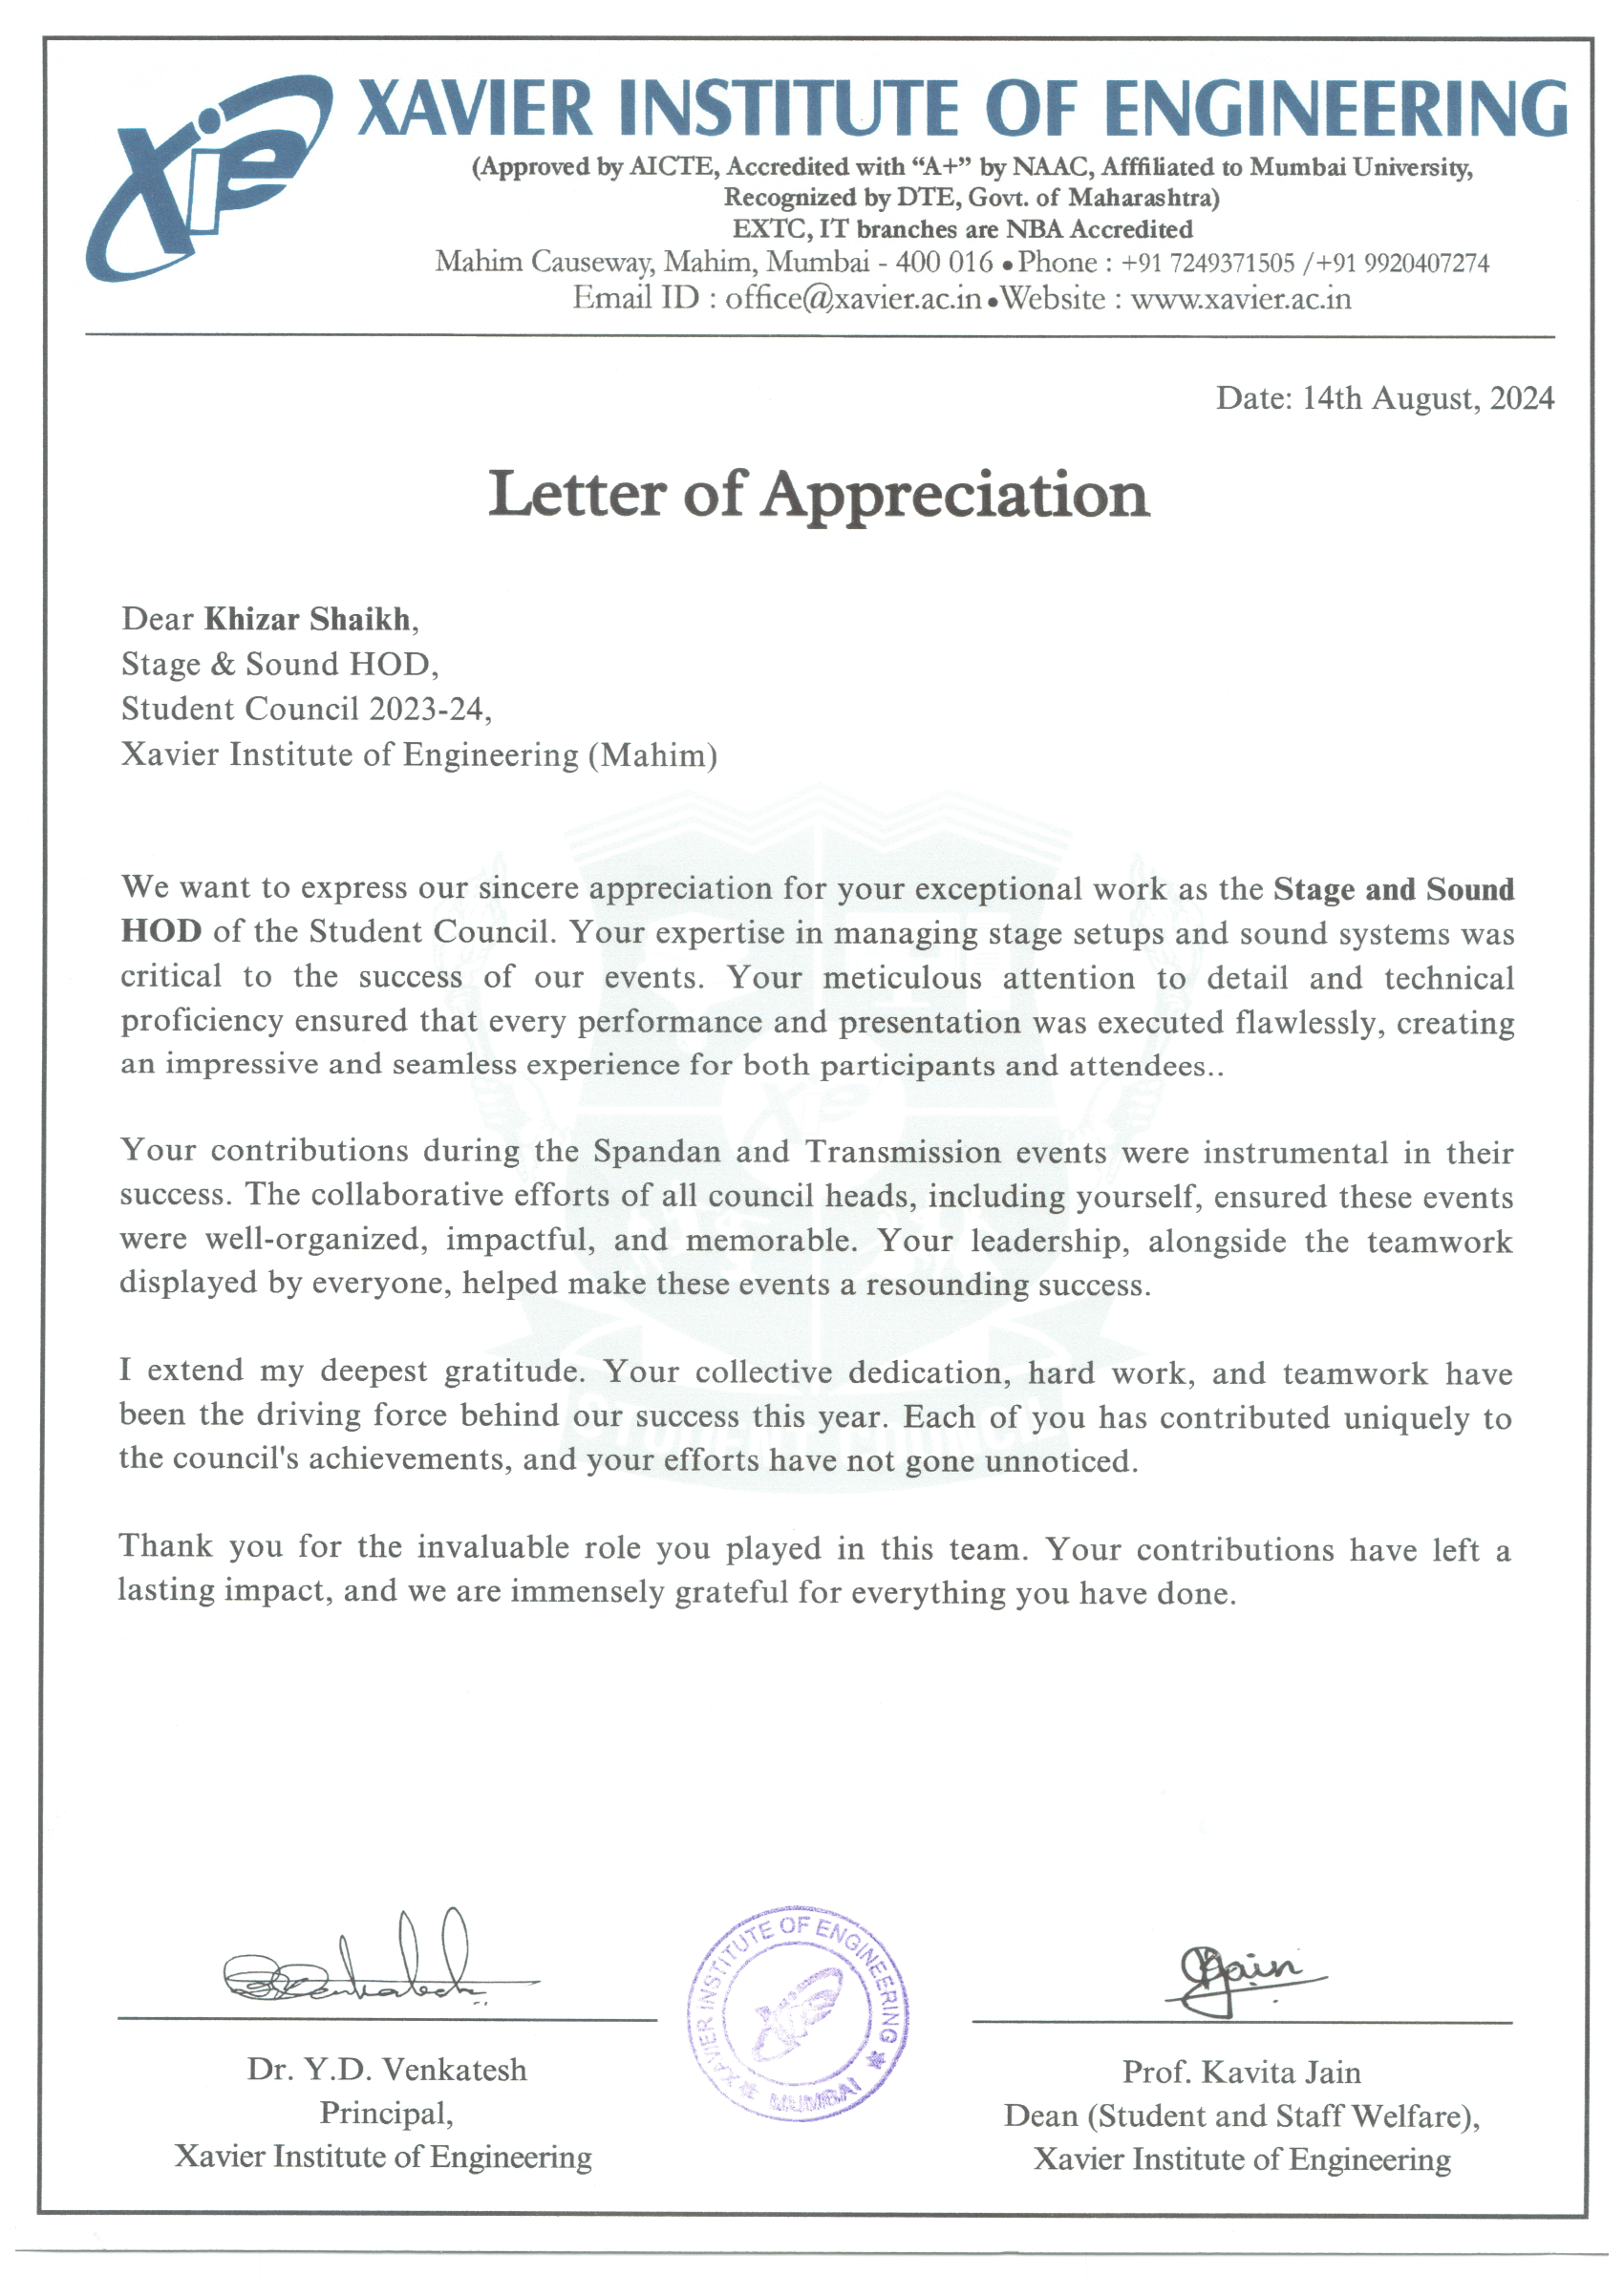 Xie
XAVIER INSTITUTE OF ENGINEERING
(Approved by AICTE, Accredited with “A+” by NAAC, Afffiliated to Mumbai University,
Recognized by DTE, Govt. of Maharashtra)
EXTC, IT branches are NBA Accredited
Mahim Causeway, Mahim, Mumbai - 400 016 • Phone : +91 7249371505 /+91 9920407274
Email ID : office@xavier.ac.in • Website : www.xavier.ac.in
Date: 14th August, 2024
Letter of Appreciation
Dear Khizar Shaikh,
Stage & Sound HOD,
Student Council 2023-24,
Xavier Institute of Engineering (Mahim)
We want to express our sincere appreciation for your exceptional work as the Stage and Sound
HOD of the Student Council. Your expertise in managing stage setups and sound systems was
critical to the success of our events. Your meticulous attention to detail and technical
proficiency ensured that every performance and presentation was executed flawlessly, creating
an impressive and seamless experience for both participants and attendees..
Xie
Your contributions during the Spandan and Transmission events were instrumental in their
success. The collaborative efforts of all council heads, including yourself, ensured these events
were well-organized, impactful, and memorable. Your leadership, alongside the teamwork
displayed by everyone, helped make these events a resounding success.
I extend my deepest gratitude. Your collective dedication, hard work, and teamwork have
been the driving force behind our success this year. Each of you has contributed uniquely to
STUDENT COUNCIL
the council's achievements, and your efforts have not gone unnoticed.
Thank you for the invaluable role you played in this team. Your contributions have left a
lasting impact, and we are immensely grateful for everything you have done.
XAVIER INSTITUTE OF ENGINEERING
Xie
MUMBAI
Jain
Dr. Y.D. Venkatesh
Principal,
Xavier Institute of Engineering
Prof. Kavita Jain
Dean (Student and Staff Welfare),
Xavier Institute of Engineering